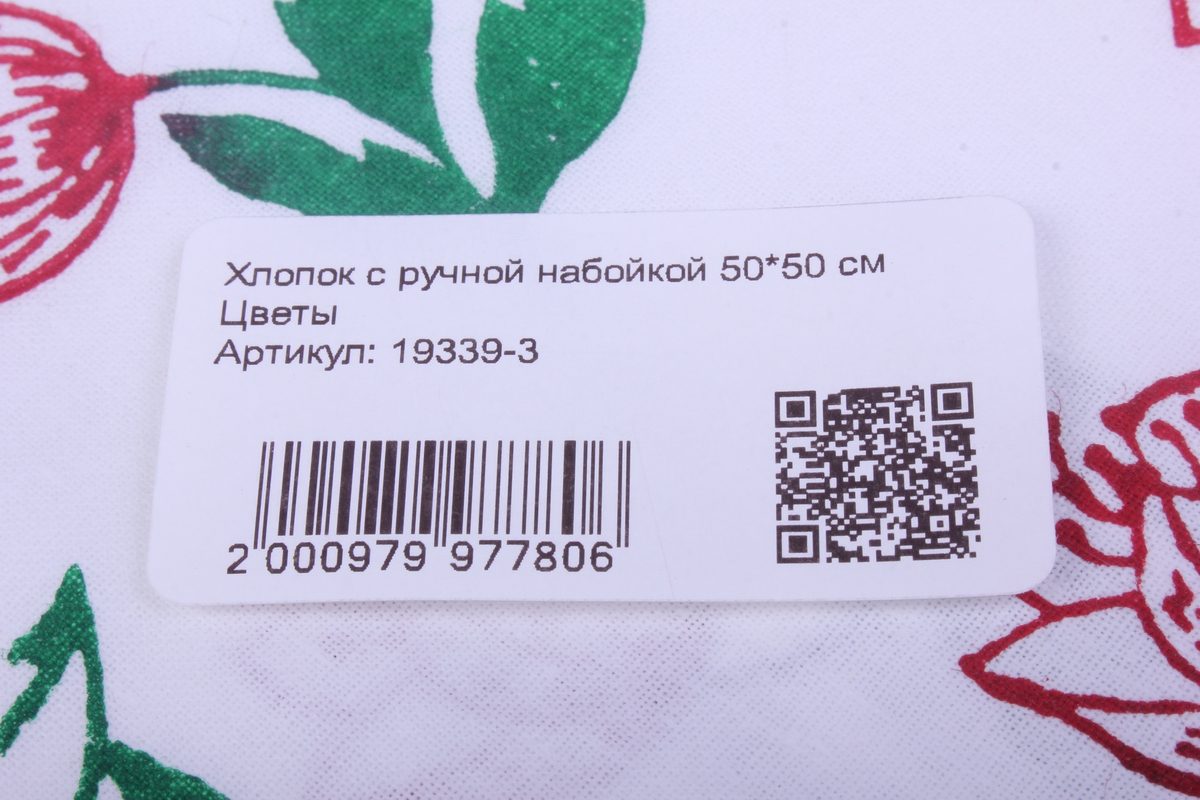 Хлопок с ручной набойкой 50*50 см
Цветы
Артикул: 19339-3
2 000979 977806